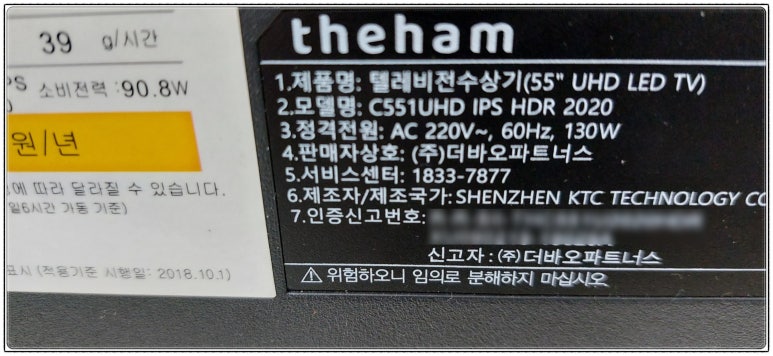 39 g/시간
소비전력 :90.8W
원/년
에 따라 달라질 수 있습니다.
일6시간 가동 기준)
표시 (적용기준 시행일: 2018.10.1)
theham
1.제품명: 텔레비전수상기(55" UHD LED TV)
2.모델명: C551UHD IPS HDR 2020
3.정격전원: AC 220V~, 60Hz, 130W
4.판매자상호: (주)더바오파트너스
5.서비스센터: 1833-7877
6.제조자/제조국가: SHENZHEN KTC TECHNOLOGY CO
7.인증신고번호:
신고자 : (주)더바오파트너스
⚠ 위험하오니 임의로 분해하지 마십시오